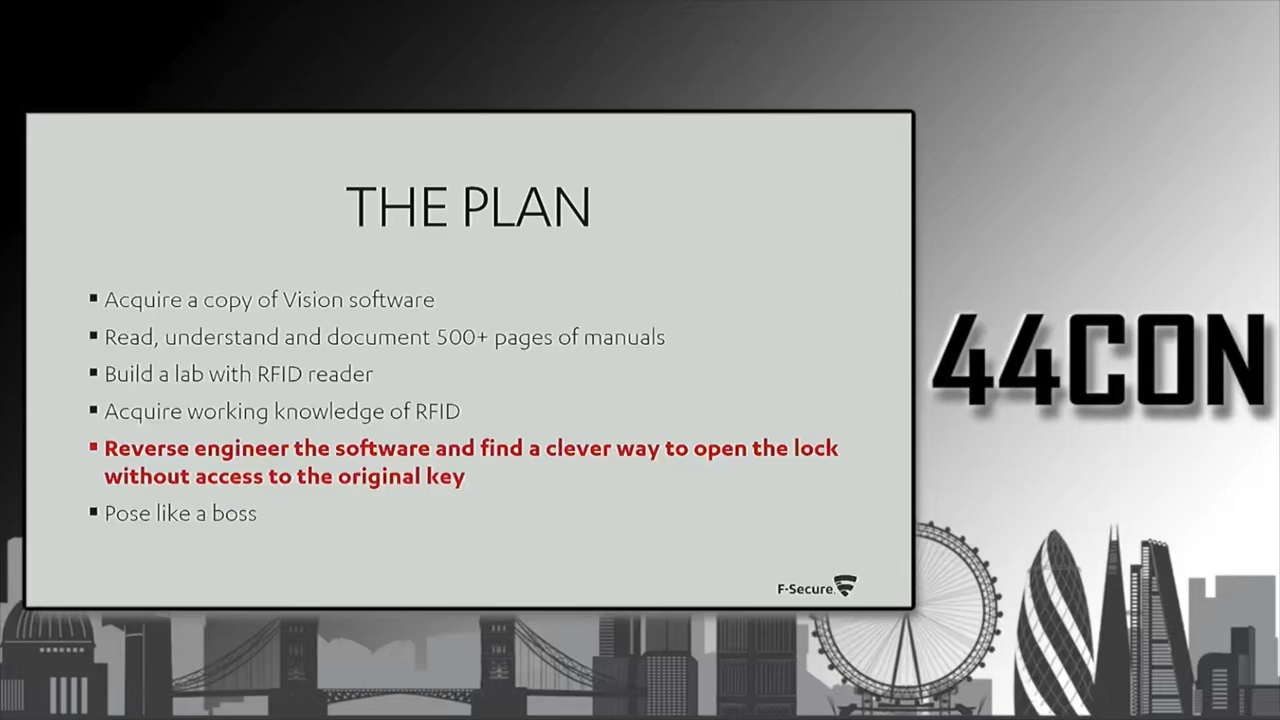 THE PLAN
Acquire a copy of Vision software
Read, understand and document 500+ pages of manuals
Build a lab with RFID reader
Acquire working knowledge of RFID
Reverse engineer the software and find a clever way to open the lock
without access to the original key
Pose like a boss
F-Secure.
44CON